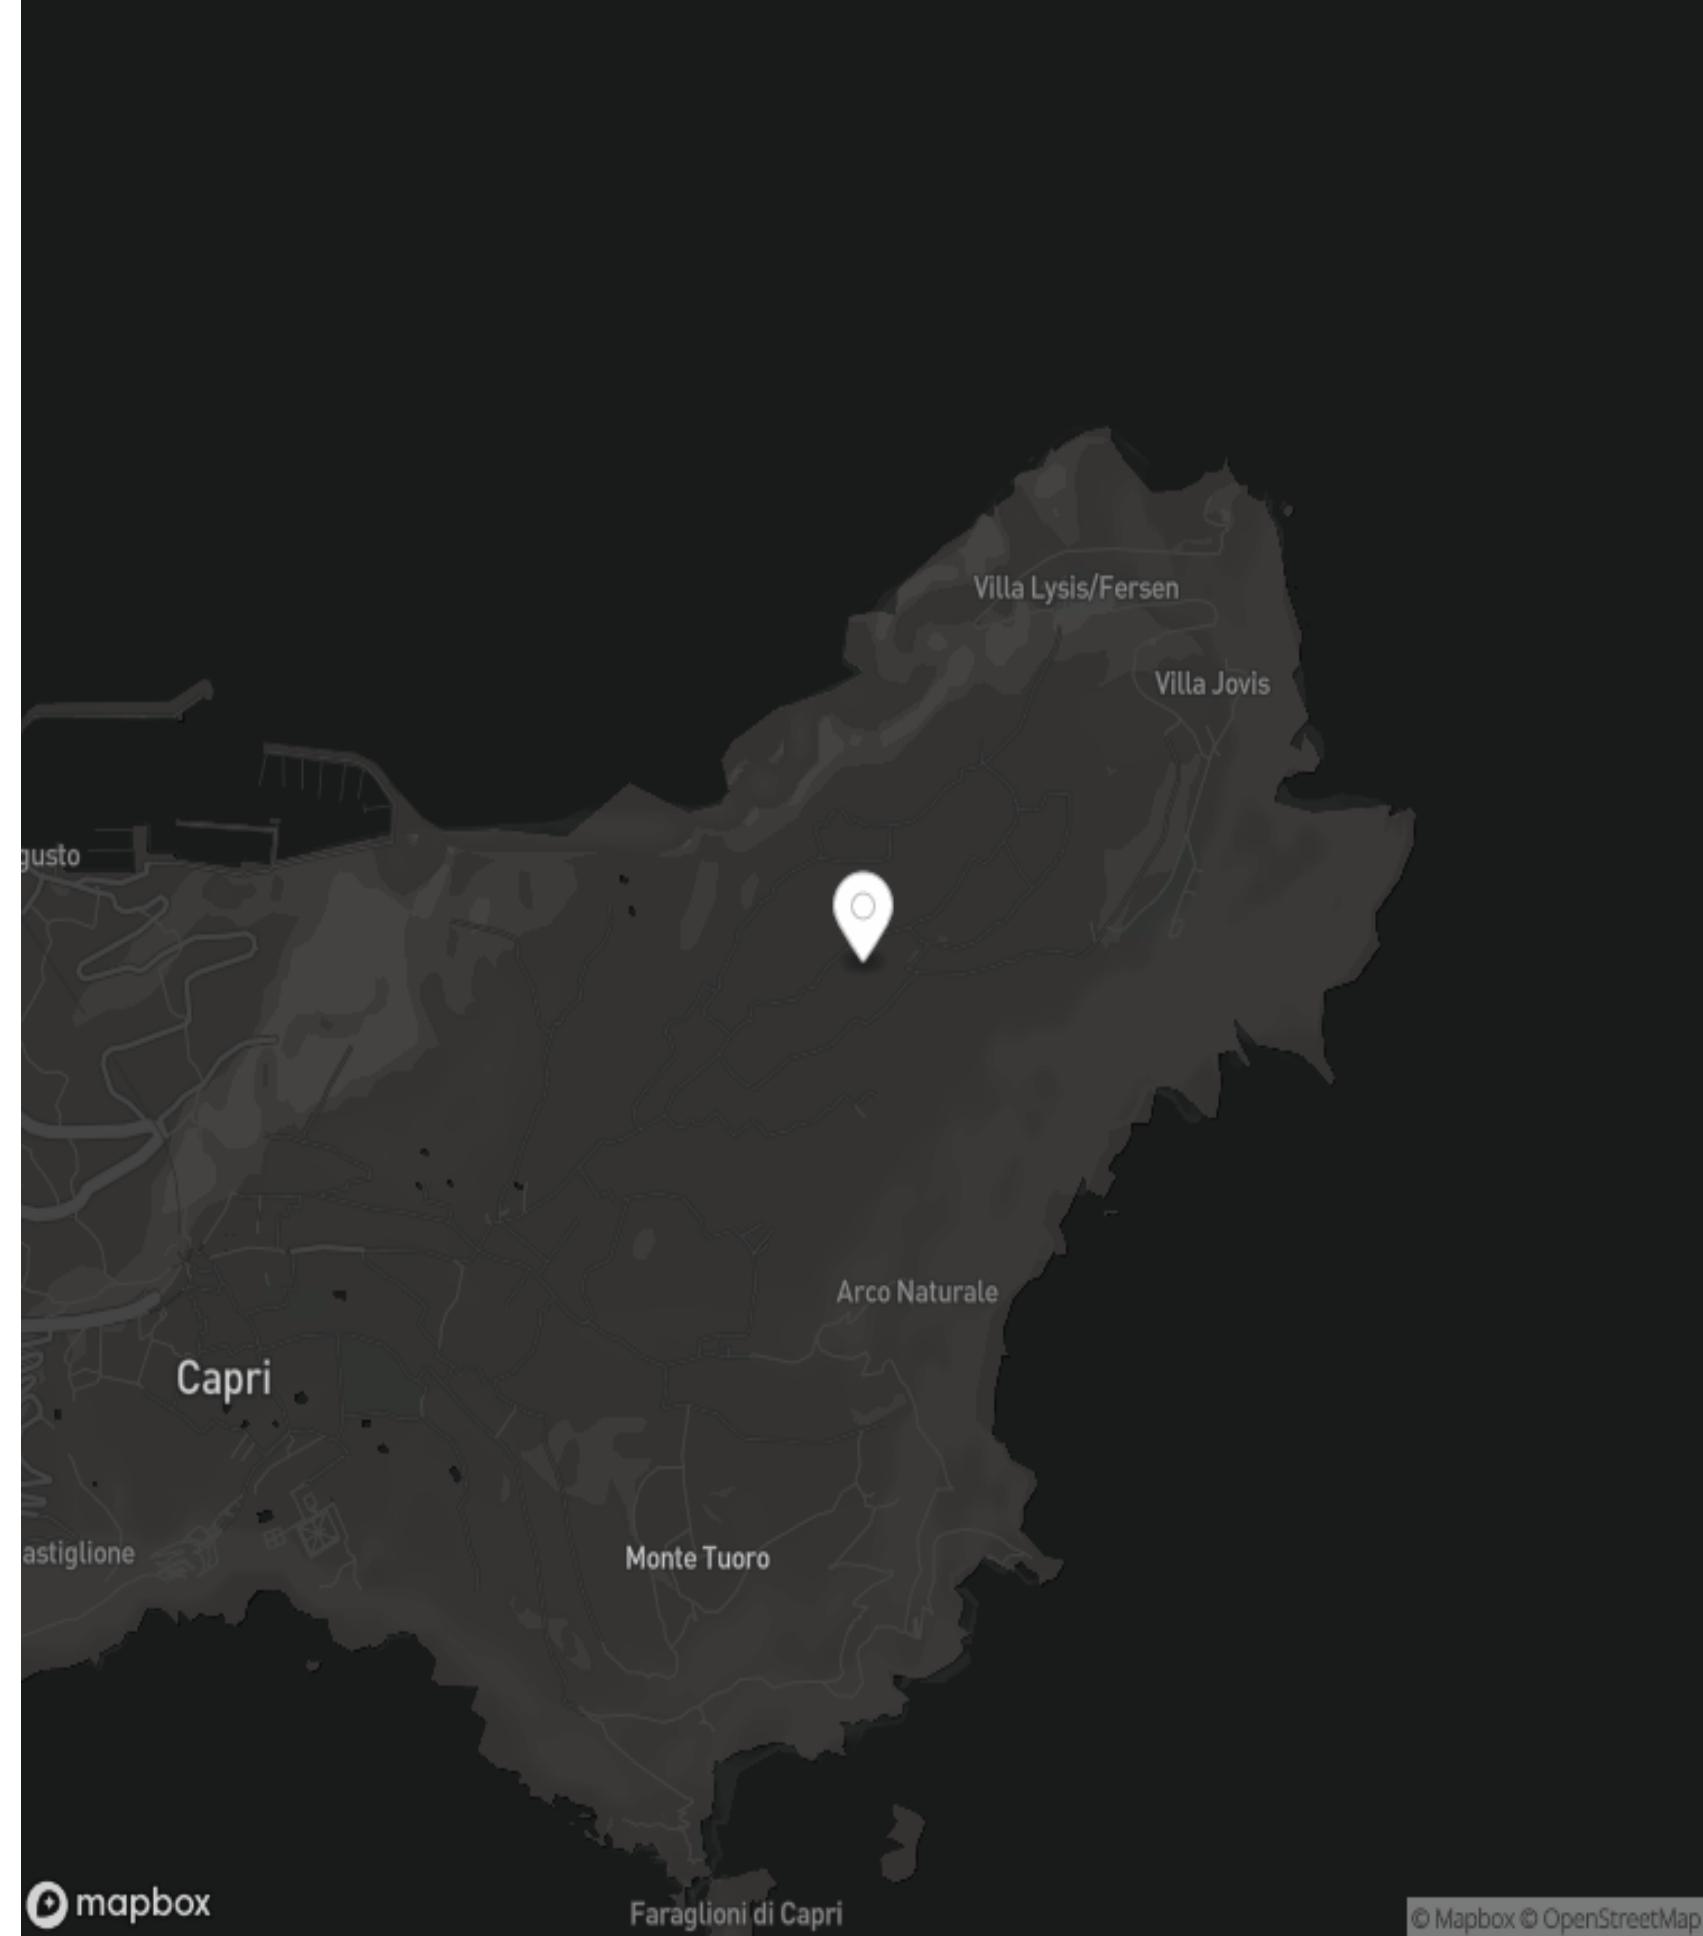 Villa Lysis/Fersen
Villa Jovis
gusto
Arco Naturale
Capri
astiglione
Monte Tuoro
mapbox
Faraglioni di Capri
© Mapbox © OpenStreetMap